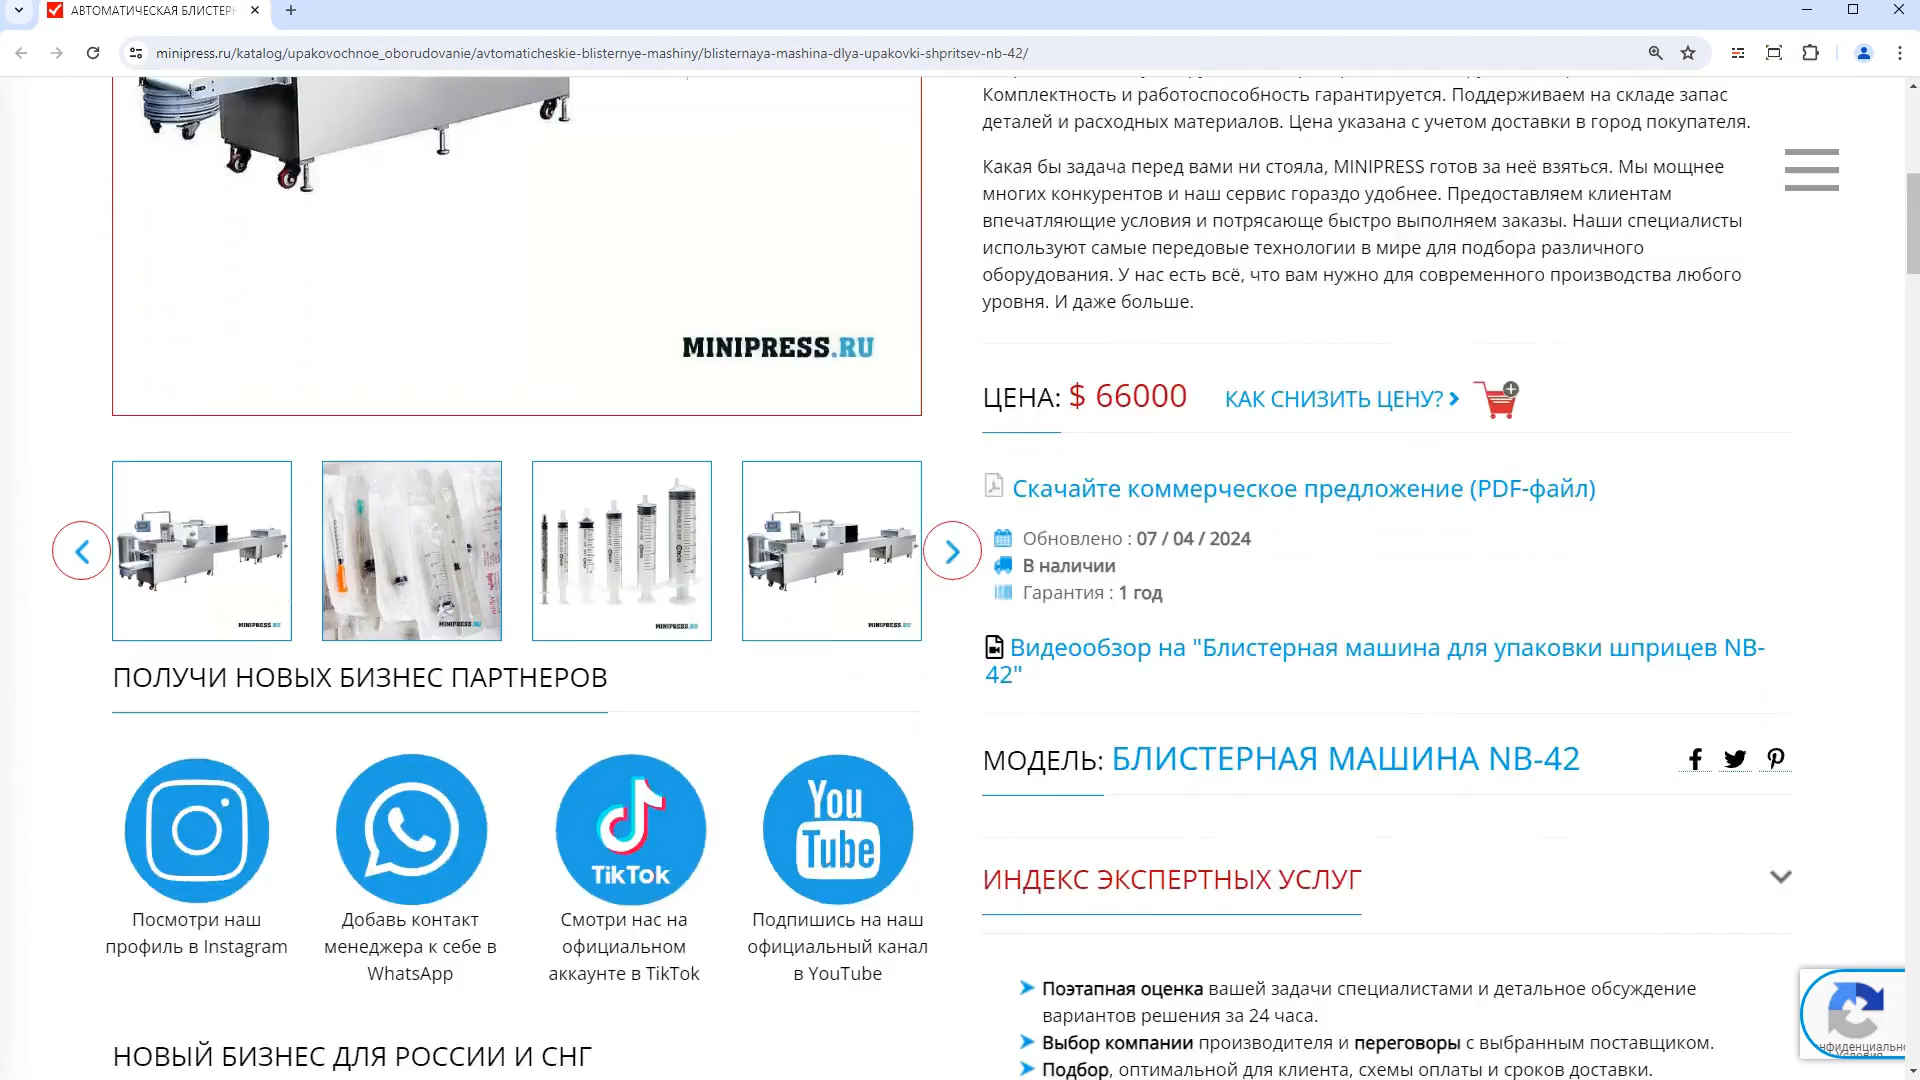 АВТОМАТИЧЕСКАЯ БЛИСТЕРН
minipress.ru/katalog/upakovochnoe_oborudovanie/avtomaticheskie-blisternye-mashiny/blisternaya-mashina-dlya-upakovki-shpritsev-nb-42/
Комплектность и работоспособность гарантируется. Поддерживаем на складе запас
деталей и расходных материалов. Цена указана с учетом доставки в город покупателя.
Какая бы задача перед вами ни стояла, MINIPRESS готов за неё взяться. Мы мощнее
многих конкурентов и наш сервис гораздо удобнее. Предоставляем клиентам
впечатляющие условия и потрясающе быстро выполняем заказы. Наши специалисты
используют самые передовые технологии в мире для подбора различного
оборудования. У нас есть всё, что вам нужно для современного производства любого
уровня. И даже больше.
MINIPRESS.RU
ЦЕНА: $ 66000 КАК СНИЗИТЬ ЦЕНУ?
Скачайте коммерческое предложение (PDF-файл)
Обновлено : 07 / 04 / 2024
В наличии
Гарантия : 1 год
MINIPRESS.RU
MINIPRESS.RU
MINIPRESS.RU
MINIPRESS.RU
Видеообзор на "Блистерная машина для упаковки шприцев NB-
42"
ПОЛУЧИ НОВЫХ БИЗНЕС ПАРТНЕРОВ
МОДЕЛЬ: БЛИСТЕРНАЯ МАШИНА NB-42
TikTok
You
Tube
Посмотри наш
профиль в Instagram
Добавь контакт
менеджера к себе в
WhatsApp
Смотри нас на
официальном
аккаунте в TikTok
Подпишись на наш
официальный канал
в YouTube
ИНДЕКС ЭКСПЕРТНЫХ УСЛУГ
Поэтапная оценка вашей задачи специалистами и детальное обсуждение
вариантов решения за 24 часа.
Выбор компании производителя и переговоры с выбранным поставщиком.
Подбор, оптимальной для клиента, схемы оплаты и сроков доставки.
НОВЫЙ БИЗНЕС ДЛЯ РОССИИ И СНГ